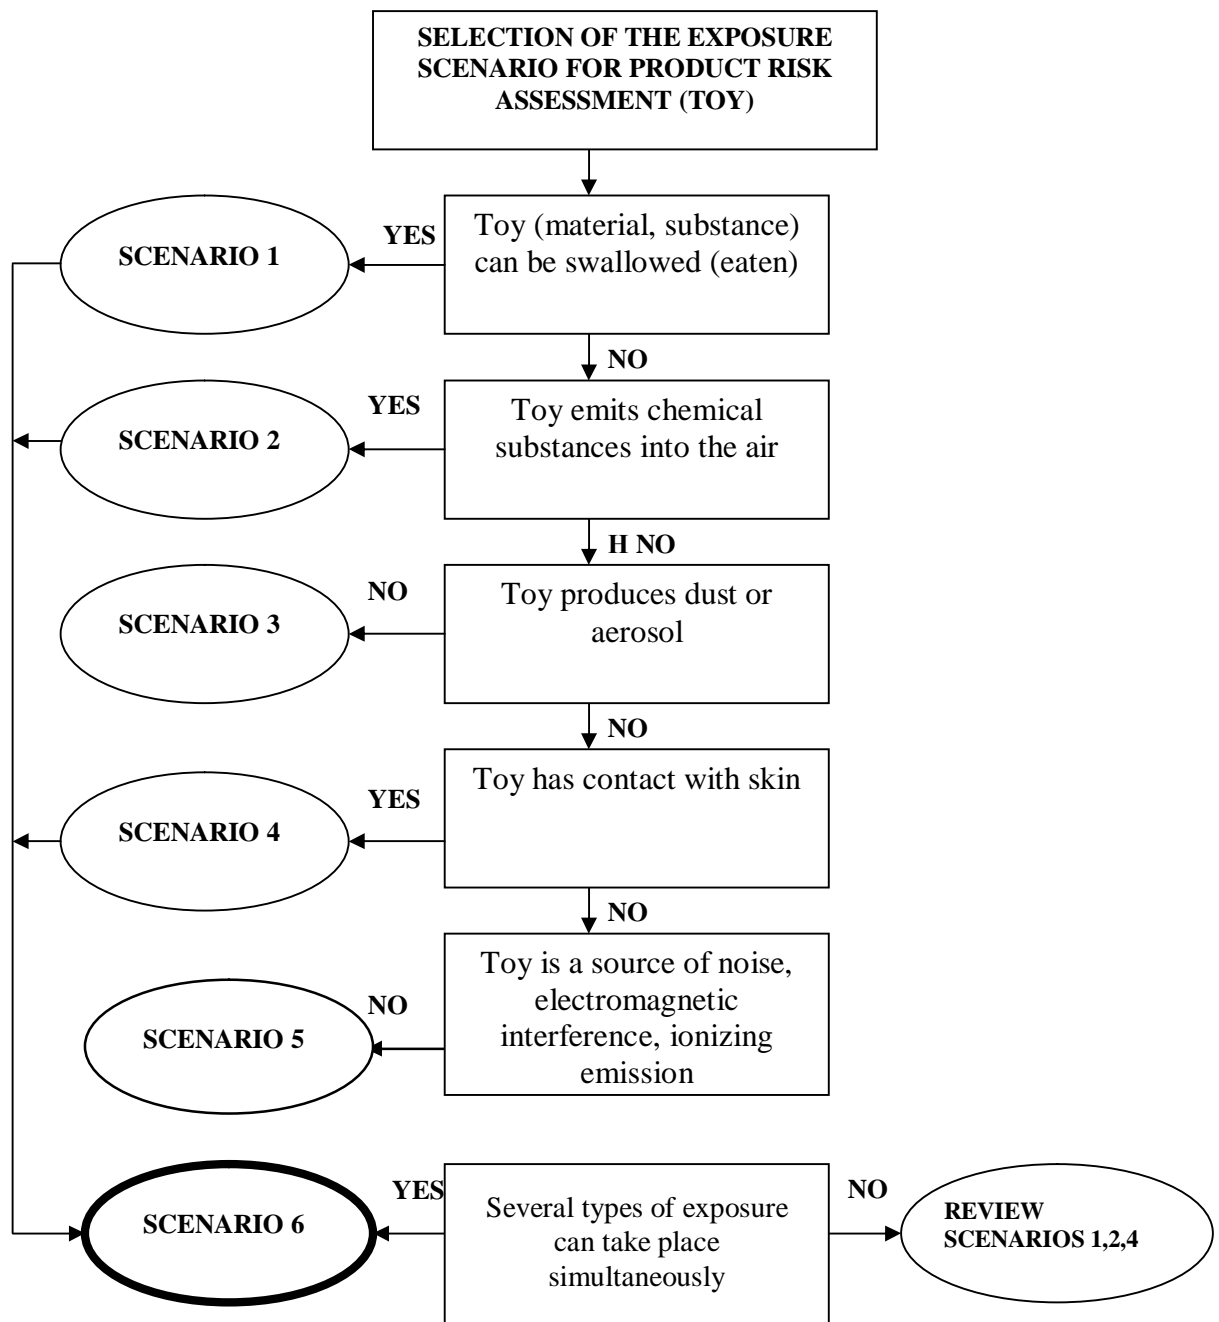 SELECTION OF THE EXPOSURE
SCENARIO FOR PRODUCT RISK
ASSESSMENT (TOY)
SCENARIO 1
YES
Toy (material, substance)
can be swallowed (eaten)
NO
SCENARIO 2
YES
Toy emits chemical
substances into the air
H NO
SCENARIO 3
NO
Toy produces dust or
aerosol
NO
SCENARIO 4
YES
Toy has contact with skin
NO
SCENARIO 5
NO
Toy is a source of noise,
electromagnetic
interference, ionizing
emission
SCENARIO 6
YES
Several types of exposure
can take place
simultaneously
NO
REVIEW
SCENARIOS 1,2,4